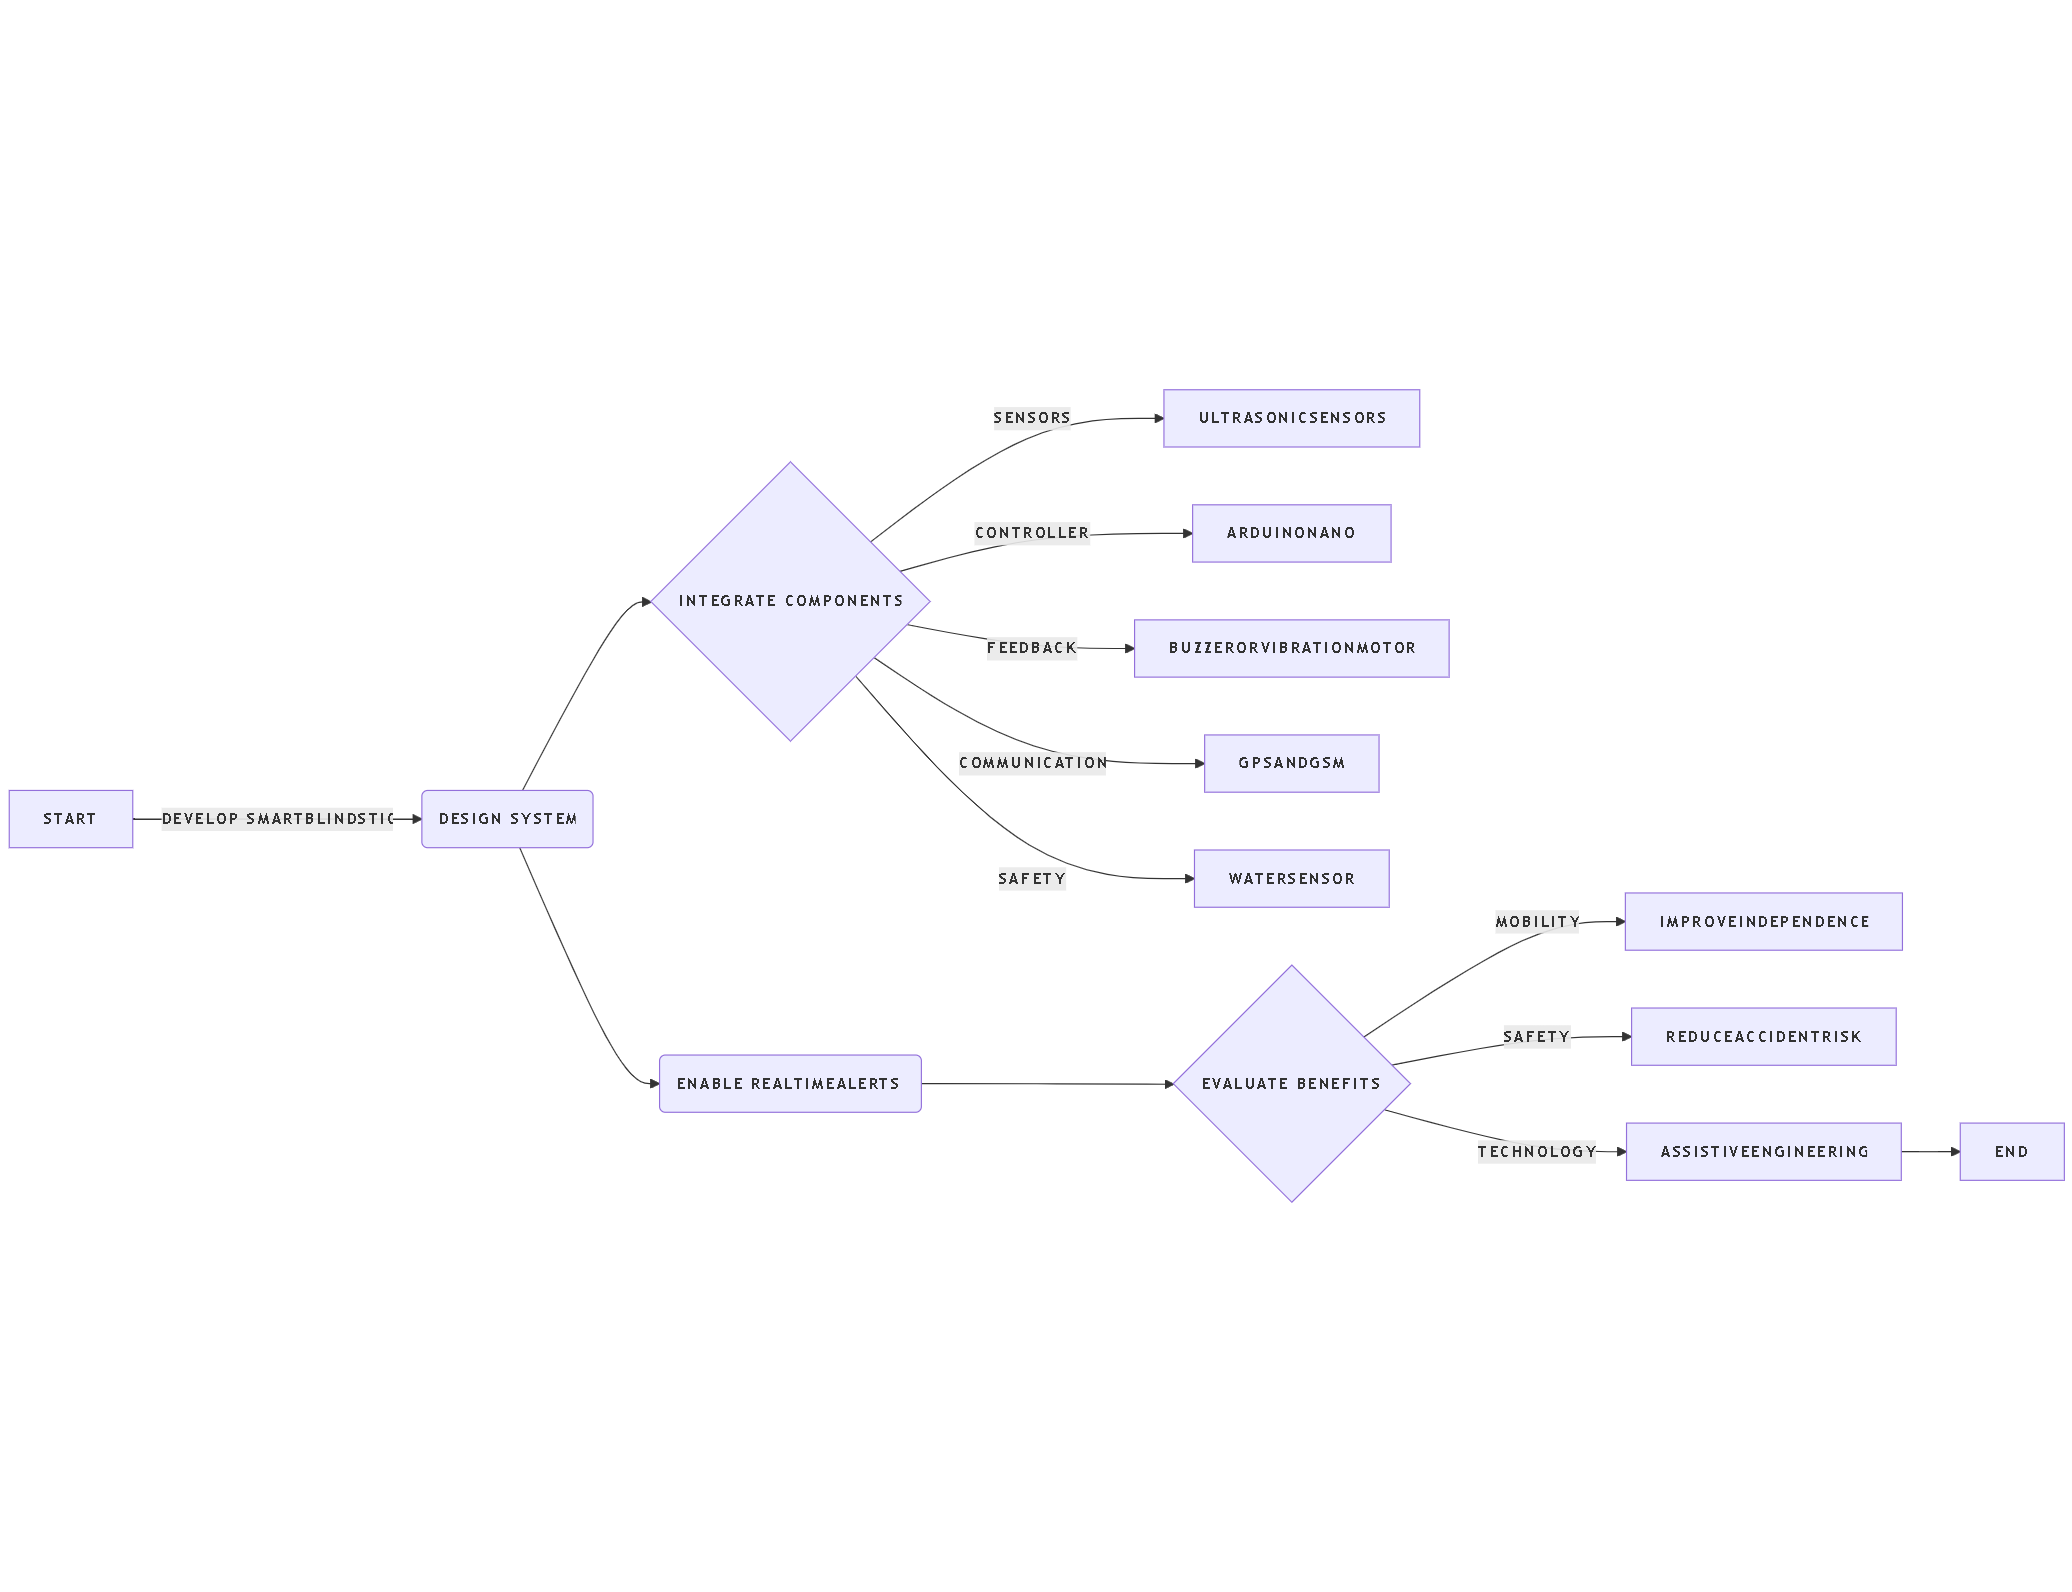 SENSORS
ULTRASONICSENSORS
CONTROLLER
ARDUINONANO
INTEGRATE COMPONENTS
FEEDBACK
BUZZERORVIBRATIONMOTOR
COMMUNICATION
GPSANDGSM
START
DEVELOP SMARTBLINDSTIC
DESIGN SYSTEM
SAFETY
WATERSENSOR
MOBILITY
IMPROVEINDEPENDENCE
SAFETY
REDUCEACCIDENTRISK
ENABLE REALTIMEALERTS
EVALUATE BENEFITS
TECHNOLOGY
ASSISTIVEENGINEERING
END